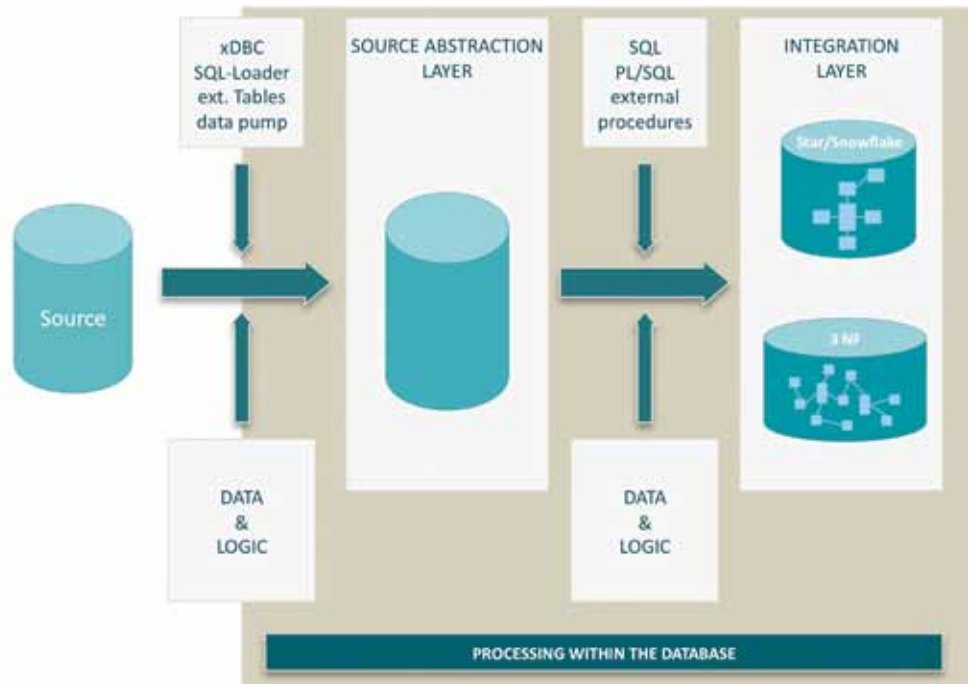 xDBC
SQL-Loader
ext. Tables
data pump
SOURCE ABSTRACTION
LAYER
SQL
PL/SQL
external
procedures
INTEGRATION
LAYER
Star/Snowflake
Source
3 NF
DATA
&
LOGIC
DATA
&
LOGIC
PROCESSING WITHIN THE DATABASE